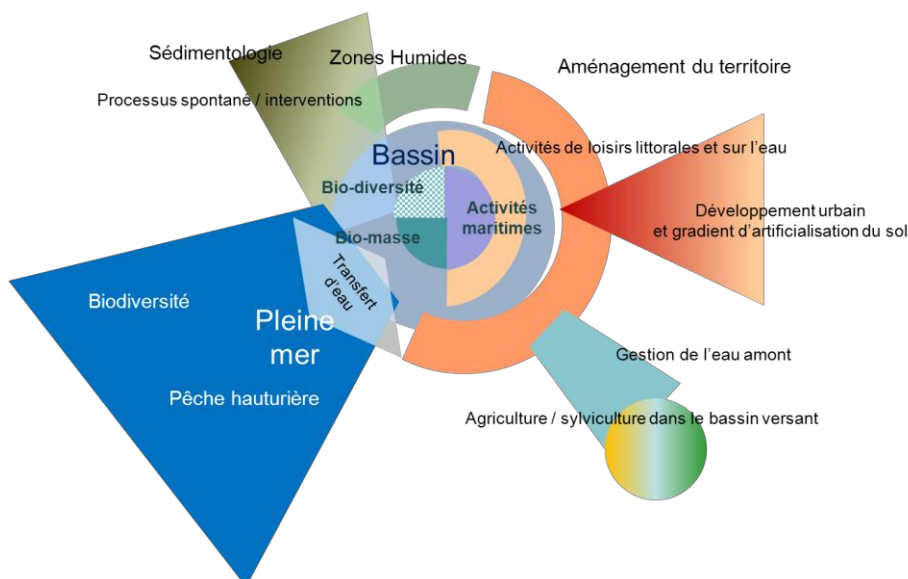 Sédimentologie
Zones Humides
Aménagement du territoire
Processus spontané / interventions
Activités de loisirs littorales et sur l'eau
Bassin
Bio-diversité
Activités
maritimes
Développement urbain
et gradient d'artificialisation du sol
Bio-masse
Transfert
d'eau
Biodiversité
Pleine
mer
Pêche hauturière
Gestion de l'eau amont
Agriculture / sylviculture dans le bassin versant